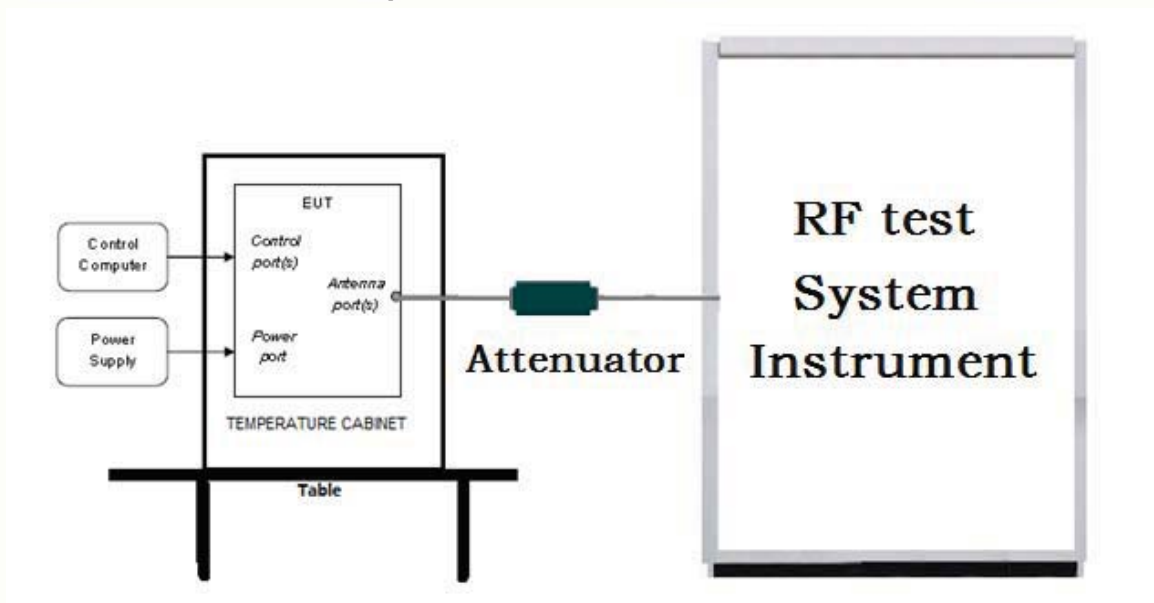 Control
Computer
Power
Supply
EUT
Control
port(s)
Antenna
port(s)
Power
port
TEMPERATURE CABINET
Table
Attenuator
RF test
System
Instrument